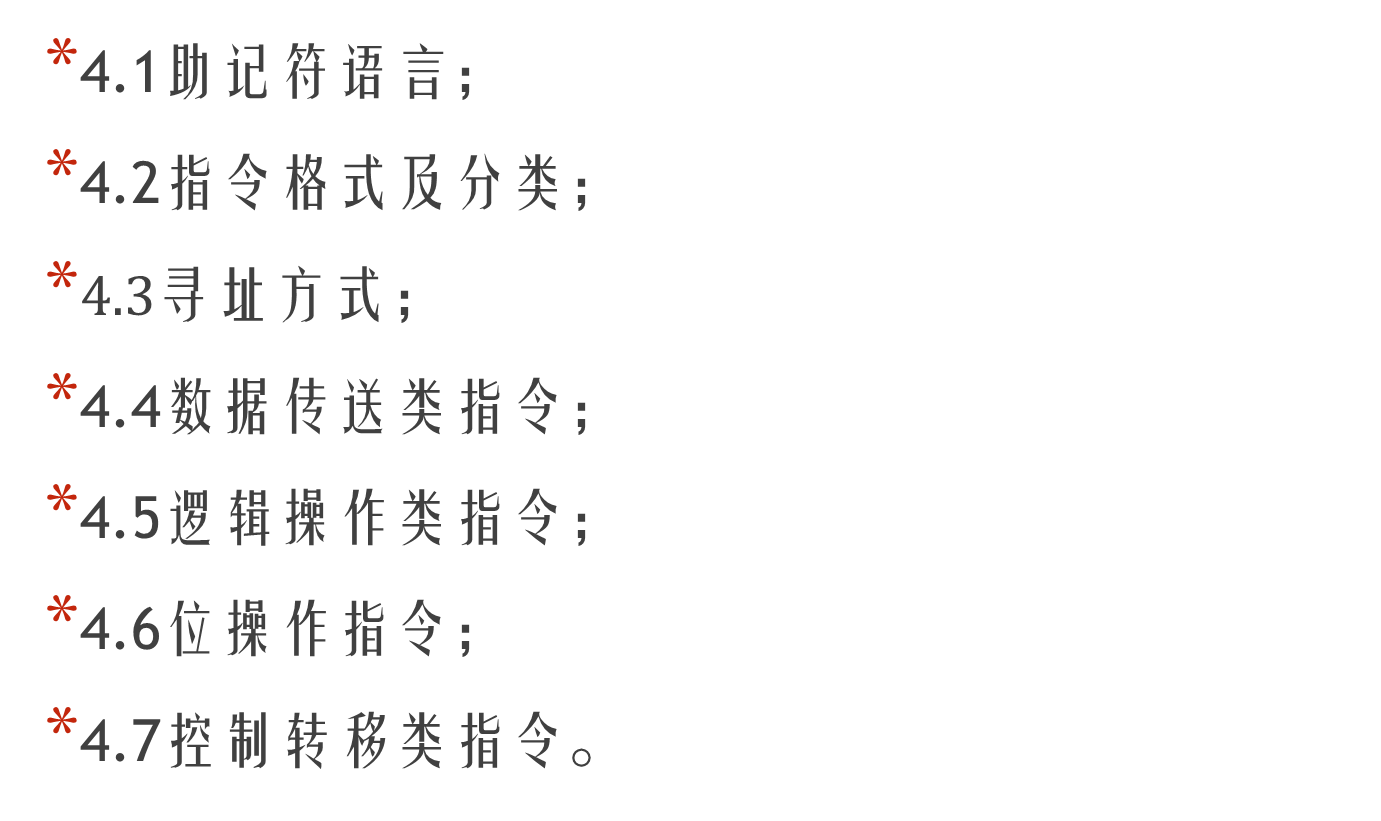 *4.1助记符语言；
*4.2指令格式及分类；
*4.3寻址方式；
*4.4数据传送类指令；
*4.5逻辑操作类指令；
*4.6位操作指令；
*4.7控制转移类指令。